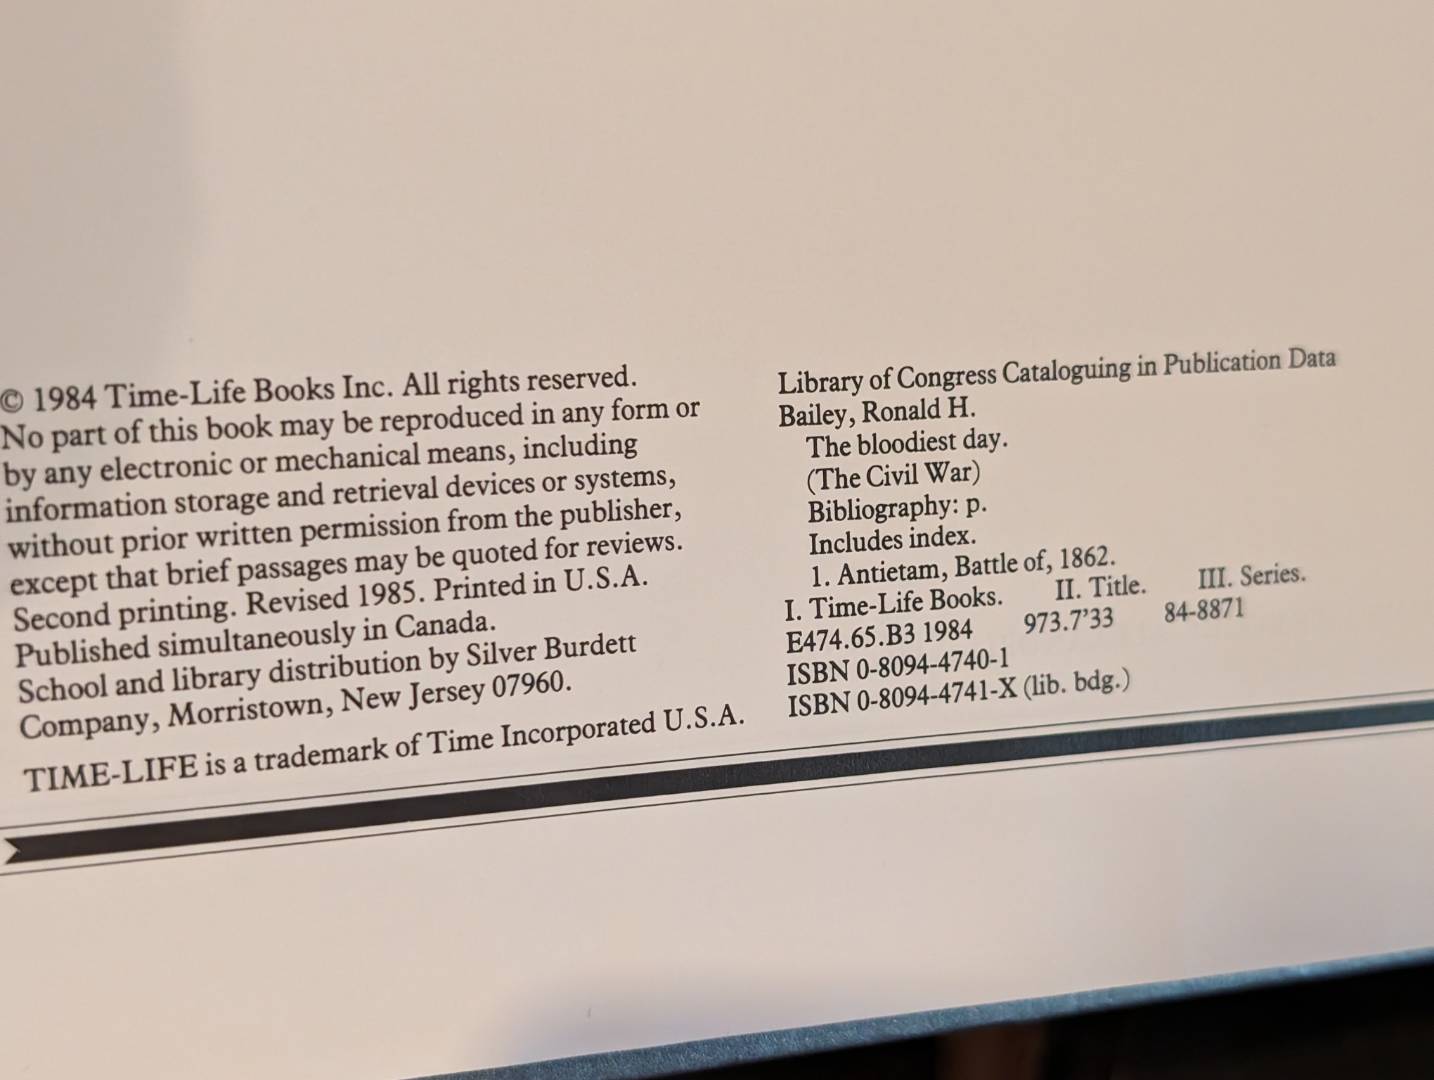 © 1984 Time-Life Books Inc. All rights reserved.
No part of this book may be reproduced in any form or
by any electronic or mechanical means, including
information storage and retrieval devices or systems,
without prior written permission from the publisher,
except that brief passages may be quoted for reviews.
Second printing. Revised 1985. Printed in U.S.A.
Published simultaneously in Canada.
School and library distribution by Silver Burdett
Company, Morristown, New Jersey 07960.
TIME-LIFE is a trademark of Time Incorporated U.S.A.
Library of Congress Cataloguing in Publication Data
Bailey, Ronald H.
The bloodiest day.
(The Civil War)
Bibliography: p.
Includes index.
1. Antietam, Battle of, 1862.
I. Time-Life Books. II. Title. III. Series.
E474.65.B3 1984 973.7'33 84-8871
ISBN 0-8094-4740-1
ISBN 0-8094-4741-X (lib. bdg.)